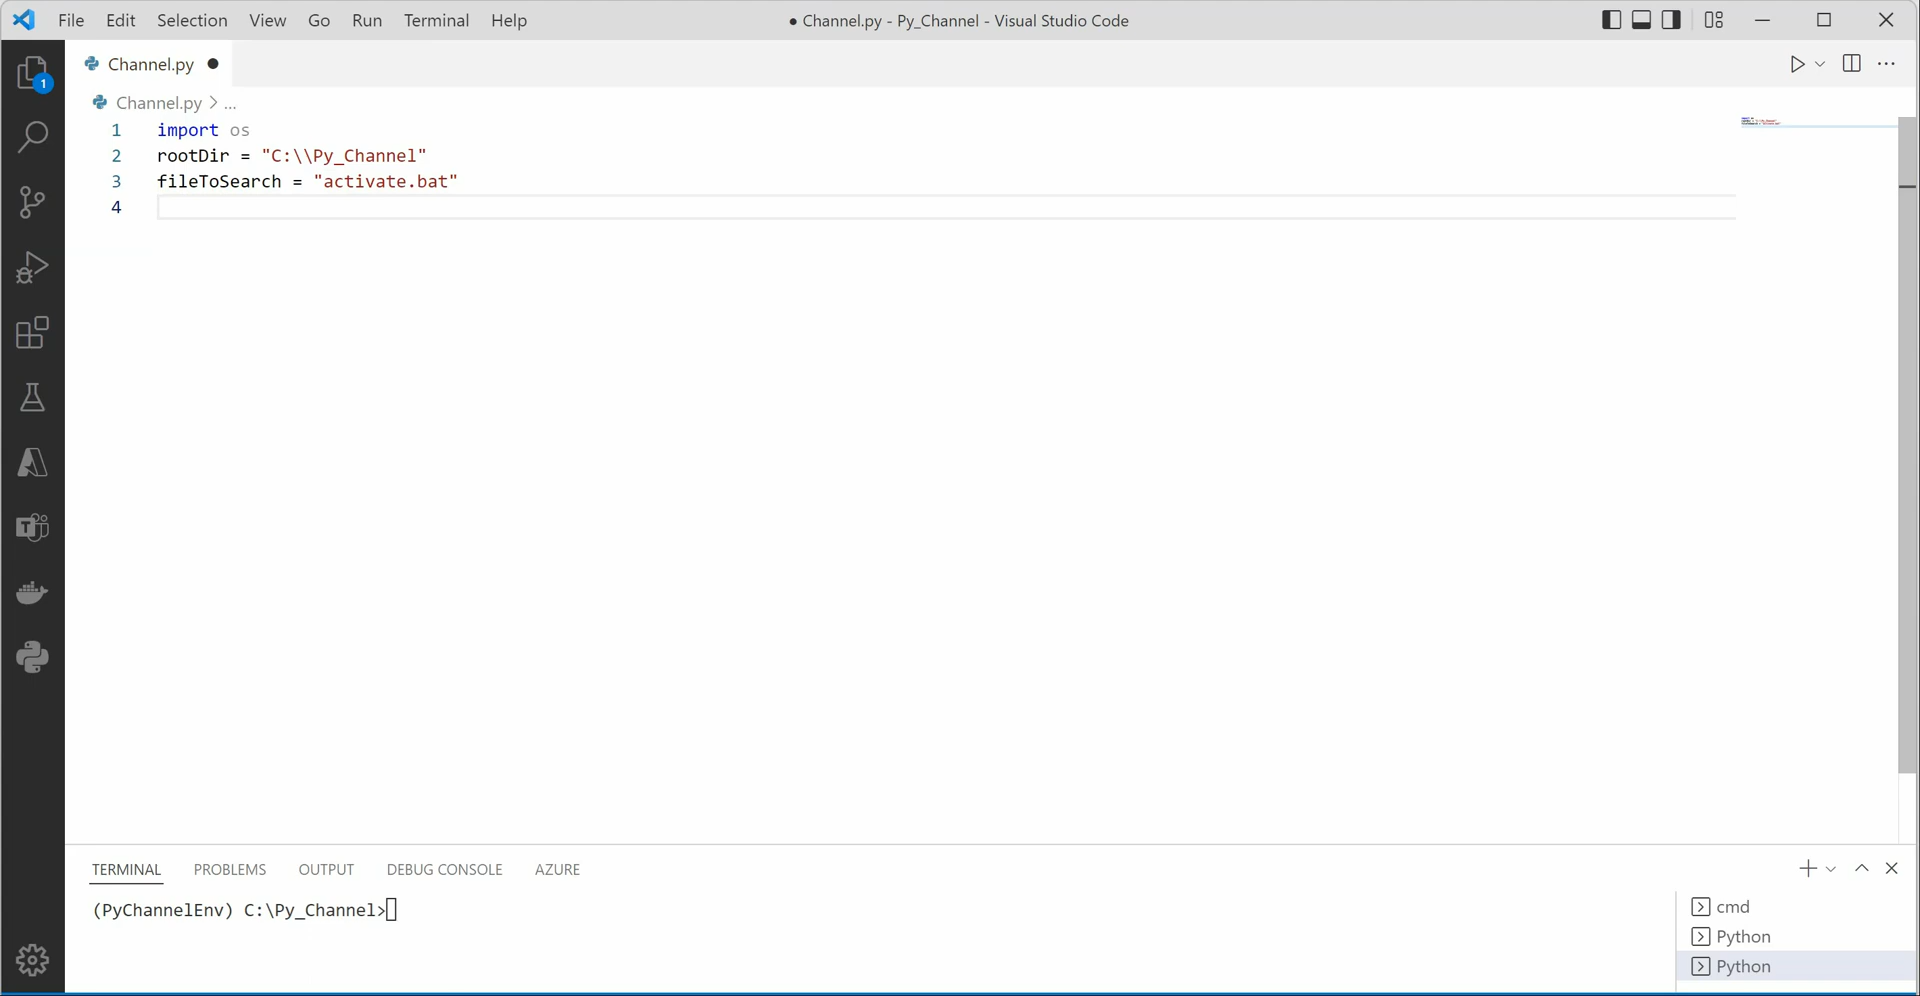 File Edit Selection View Go Run Terminal Help
● Channel.py - Py_Channel - Visual Studio Code
1
Channel.py ●
Channel.py > ...
1 import os
2 rootDir = "C:\\Py_Channel"
3 fileToSearch = "activate.bat"
4
TERMINAL PROBLEMS OUTPUT DEBUG CONSOLE AZURE
(PyChannelEnv) C:\Py_Channel>
cmd
Python
Python